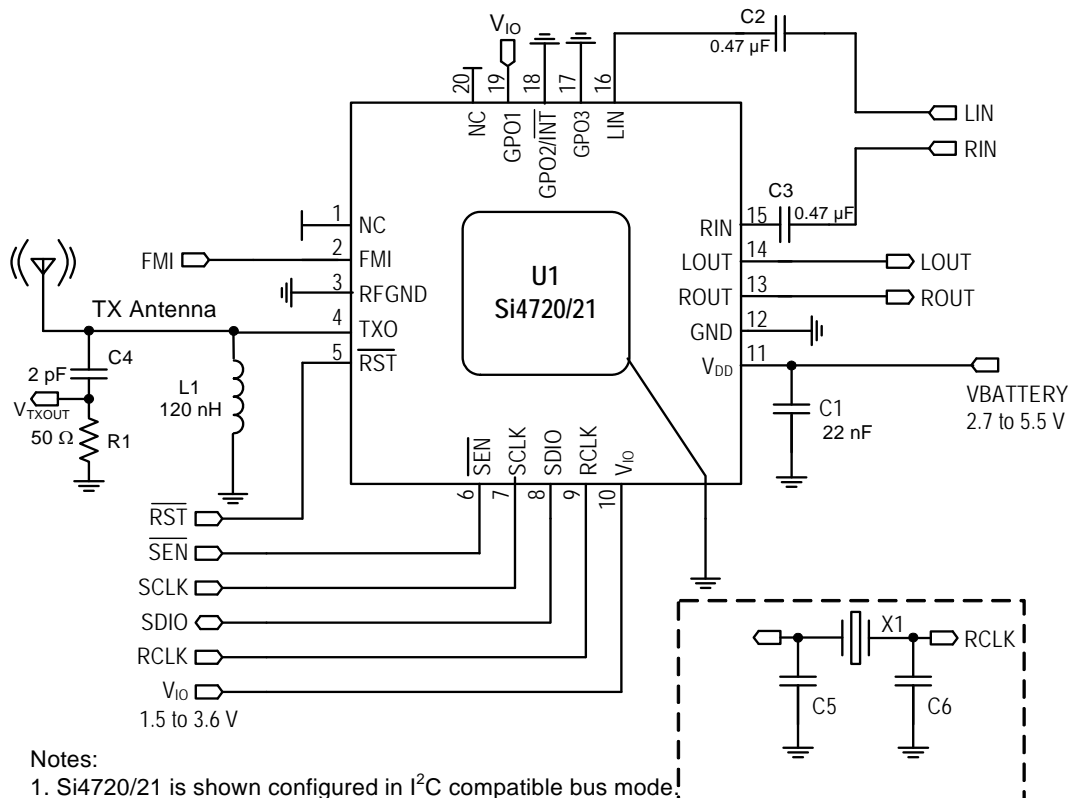 C2
0.47 µF
V_IO
20
19
18
17
16
NC
GPO1
GPO2/INT
GPO3
LIN
LIN
RIN
C3
0.47 µF
RIN
15
LOUT
14
LOUT
ROUT
13
ROUT
GND
12
V_DD
11
VBATTERY
2.7 to 5.5 V
C1
22 nF
U1
Si4720/21
1
NC
FMI
2
FMI
3
RFGND
TX Antenna
4
TXO
5
RST
C4
2 pF
V_TXOUT
50 Ω
R1
L1
120 nH
SEN
SCLK
SDIO
RCLK
V_IO
6
7
8
9
10
RST
SEN
SCLK
SDIO
RCLK
V_IO
1.5 to 3.6 V
X1
RCLK
C5
C6
Notes:
1. Si4720/21 is shown configured in I²C compatible bus mode.